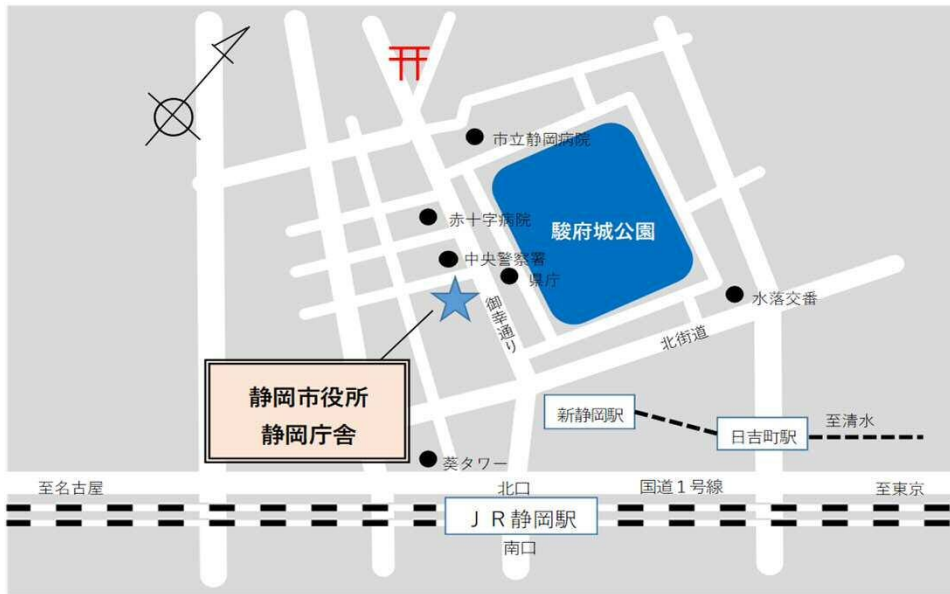 市立静岡病院
赤十字病院
駿府城公園
中央警察署
県庁
水落交番
御幸通り
北街道
静岡市役所
静岡庁舎
新静岡駅
日吉町駅
至清水
葵タワー
至名古屋
北口
国道１号線
至東京
ＪＲ静岡駅
南口